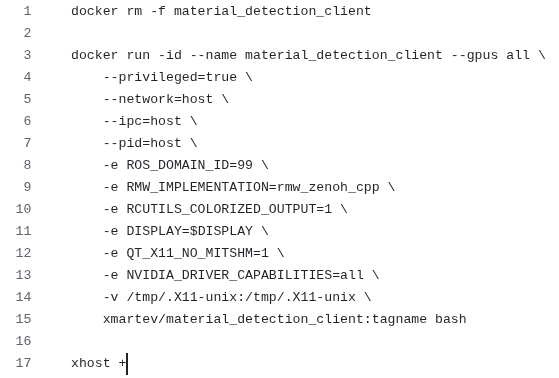 1 docker rm -f material_detection_client
2
3 docker run -id --name material_detection_client --gpus all \
4 --privileged=true \
5 --network=host \
6 --ipc=host \
7 --pid=host \
8 -e ROS_DOMAIN_ID=99 \
9 -e RMW_IMPLEMENTATION=rmw_zenoh_cpp \
10 -e RCUTILS_COLORIZED_OUTPUT=1 \
11 -e DISPLAY=$DISPLAY \
12 -e QT_X11_NO_MITSHM=1 \
13 -e NVIDIA_DRIVER_CAPABILITIES=all \
14 -v /tmp/.X11-unix:/tmp/.X11-unix \
15 xmartev/material_detection_client:tagname bash
16
17 xhost +